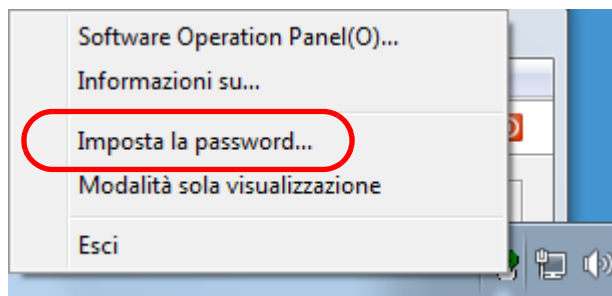 Software Operation Panel(O)...
Informazioni su...
Imposta la password...
Modalità sola visualizzazione
Esci